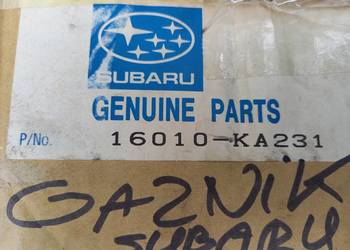 SUBARU
GENUINE PARTS
P/No. 16010-KA231
GAZNIK
SUBARU